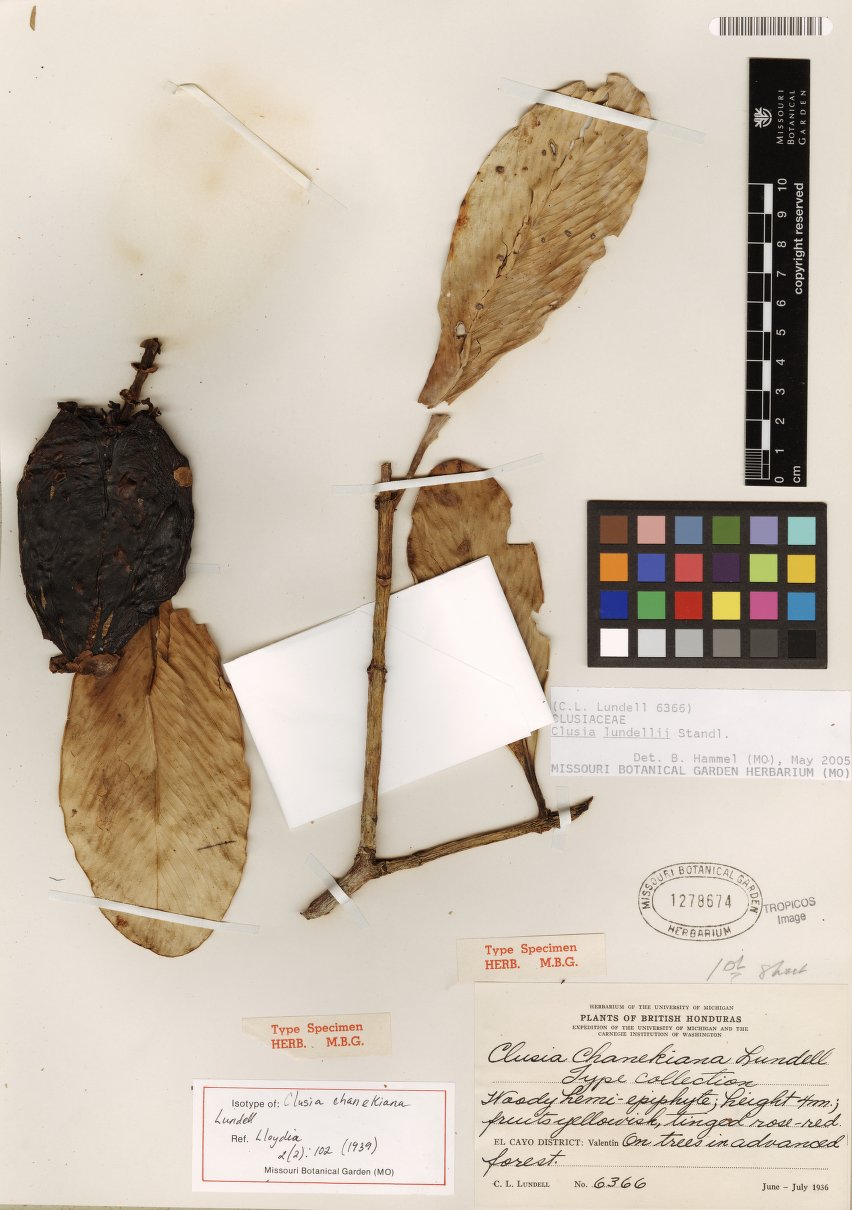 MISSOURI
BOTANICAL
GARDEN
copyright reserved
0 1 2 3 4 5 6 7 8 9 10
cm
(C.L. Lundell 6366)
CLUSIACEAE
Clusia lundellii Standl.
Det. B. Hammel (MO), May 2005
MISSOURI BOTANICAL GARDEN HERBARIUM (MO)
MISSOURI BOTANICAL GARDEN
1278674
HERBARIUM
TROPICOS
Image
Type Specimen
HERB. M.B.G.
Type Specimen
HERB. M.B.G.
Isotype of: Clusia chanekiana
Lundell
Ref. Lloydia
2(2): 102 (1939)
Missouri Botanical Garden (MO)
HERBARIUM OF THE UNIVERSITY OF MICHIGAN
PLANTS OF BRITISH HONDURAS
EXPEDITION OF THE UNIVERSITY OF MICHIGAN AND THE
CARNEGIE INSTITUTION OF WASHINGTON
Clusia Chanekiana Lundell
Type collection
Woody hemi-epiphyte; height 4 m.;
fruits yellowish, tinged rose-red.
EL CAYO DISTRICT: Valentin On trees in advanced
forest.
C. L. LUNDELL No. 6366 June – July 1936